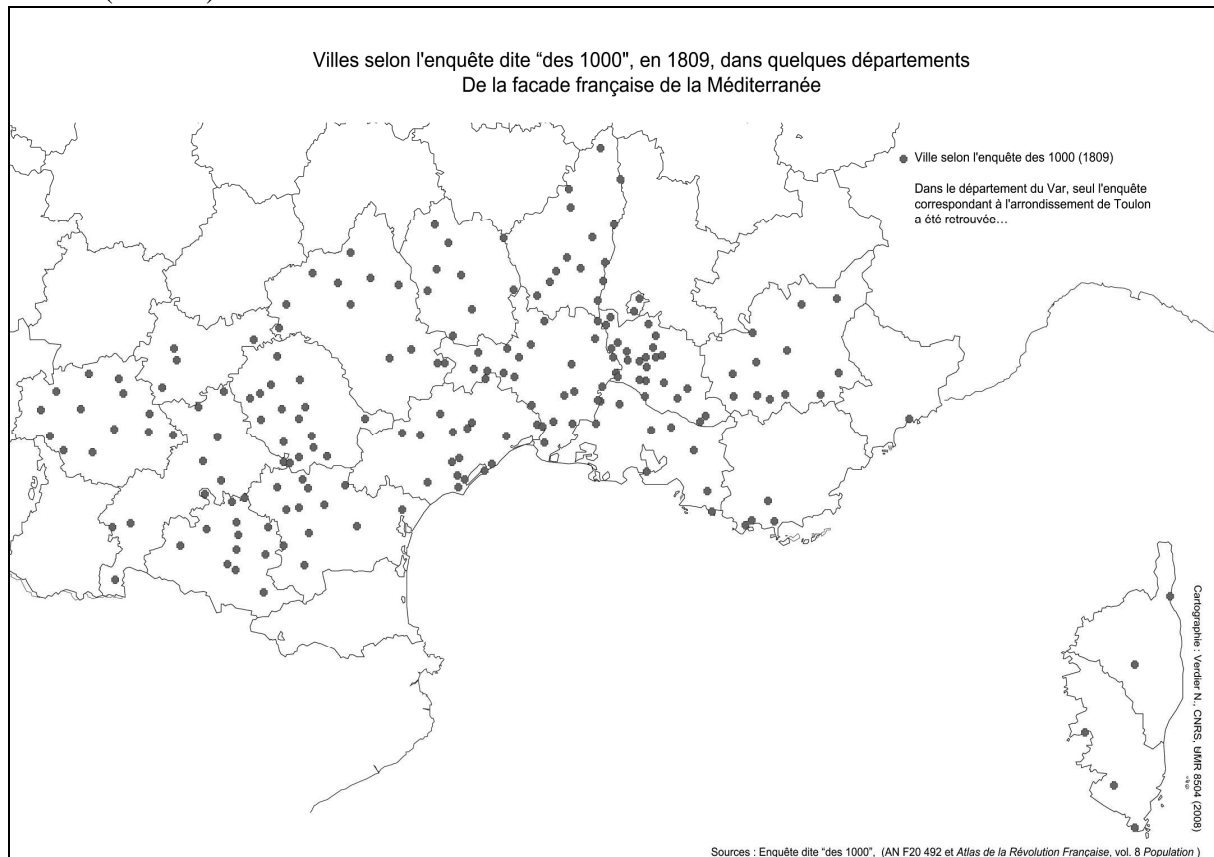 Villes selon l'enquête dite “des 1000", en 1809, dans quelques départements
De la facade française de la Méditerranée
Ville selon l'enquête des 1000 (1809)
Dans le département du Var, seul l'enquête
correspondant à l'arrondissement de Toulon
a été retrouvée...
Cartographie : Verdier N., CNRS, UMR 8504 (2008)
Sources : Enquête dite “des 1000", (AN F20 492 et Atlas de la Révolution Française, vol. 8 Population )